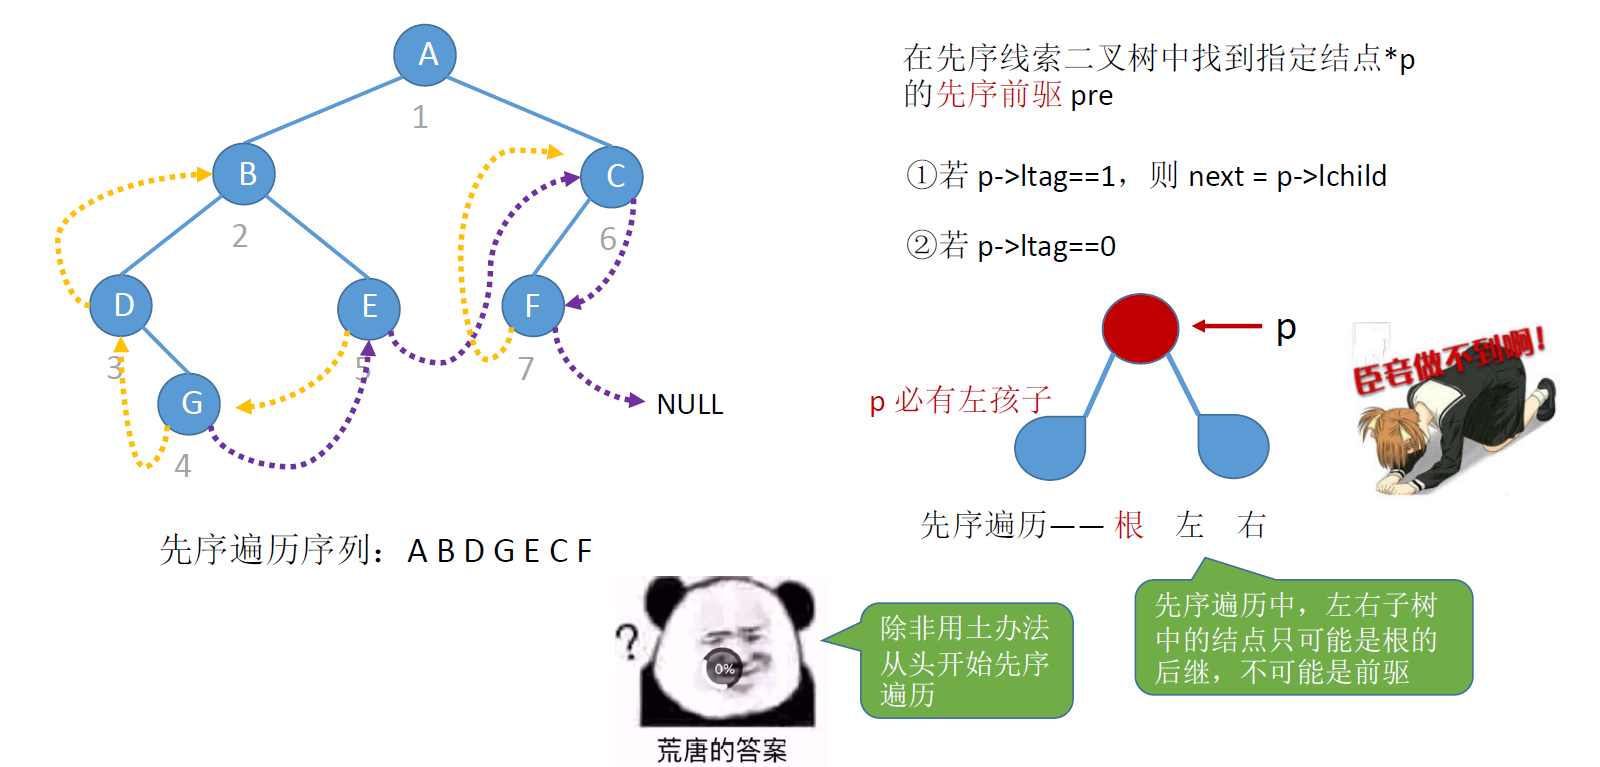 A
1
B
C
2
6
D
E
F
3
5
7
G
4
NULL
先序遍历序列：A B D G E C F
在先序线索二叉树中找到指定结点*p
的先序前驱 pre
①若 p->ltag==1，则 next = p->lchild
②若 p->ltag==0
p
p 必有左孩子
臣妾做不到啊！
先序遍历—— 根 左 右
先序遍历中，左右子树
中的结点只可能是根的
后继，不可能是前驱
?
0%
除非用土办法
从头开始先序
遍历
荒唐的答案